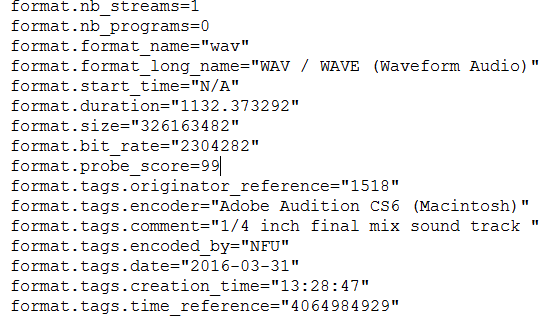 format.nb_streams=1
format.nb_programs=0
format.format_name="wav"
format.format_long_name="WAV / WAVE (Waveform Audio)"
format.start_time="N/A"
format.duration="1132.373292"
format.size="326163482"
format.bit_rate="2304282"
format.probe_score=99
format.tags.originator_reference="1518"
format.tags.encoder="Adobe Audition CS6 (Macintosh)"
format.tags.comment="1/4 inch final mix sound track "
format.tags.encoded_by="NFU"
format.tags.date="2016-03-31"
format.tags.creation_time="13:28:47"
format.tags.time_reference="4064984929"